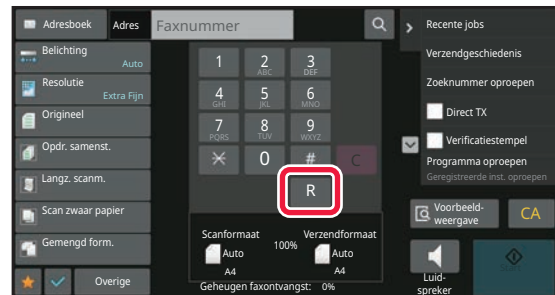 Adresboek
Adres
Faxnummer
Belichting
Auto
Resolutie
Extra Fijn
Origineel
Opdr. samenst.
Langz. scanm.
Scan zwaar papier
Gemengd form.
Overige
1
2
ABC
3
DEF
4
GHI
5
JKL
6
MNO
7
PQRS
8
TUV
9
WXYZ
0
#
C
R
Scanformaat
Auto
A4
100%
Verzendformaat
Auto
A4
Geheugen faxontvangst: 0%
Recente jobs
Verzendgeschiedenis
Zoeknummer oproepen
Direct TX
Verificatiestempel
Programma oproepen
Geregistreerde inst. oproepen
Voorbeeld-
weergave
CA
Luid-
spreker